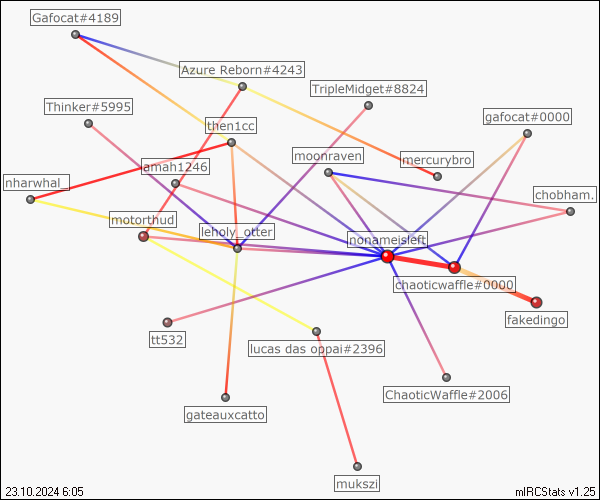 Gafocat#4189
Azure Reborn#4243
TripleMidget#8824
Thinker#5995
gafocat#0000
then1cc
moonraven
mercurybro
amah1246
nharwhal_
chobham.
motorthud
leholy_otter
nonameisleft
chaoticwaffle#0000
fakedingo
tt532
lucas das oppai#2396
ChaoticWaffle#2006
gateauxcatto
mukszi
23.10.2024 6:05
mIRCStats v1.25